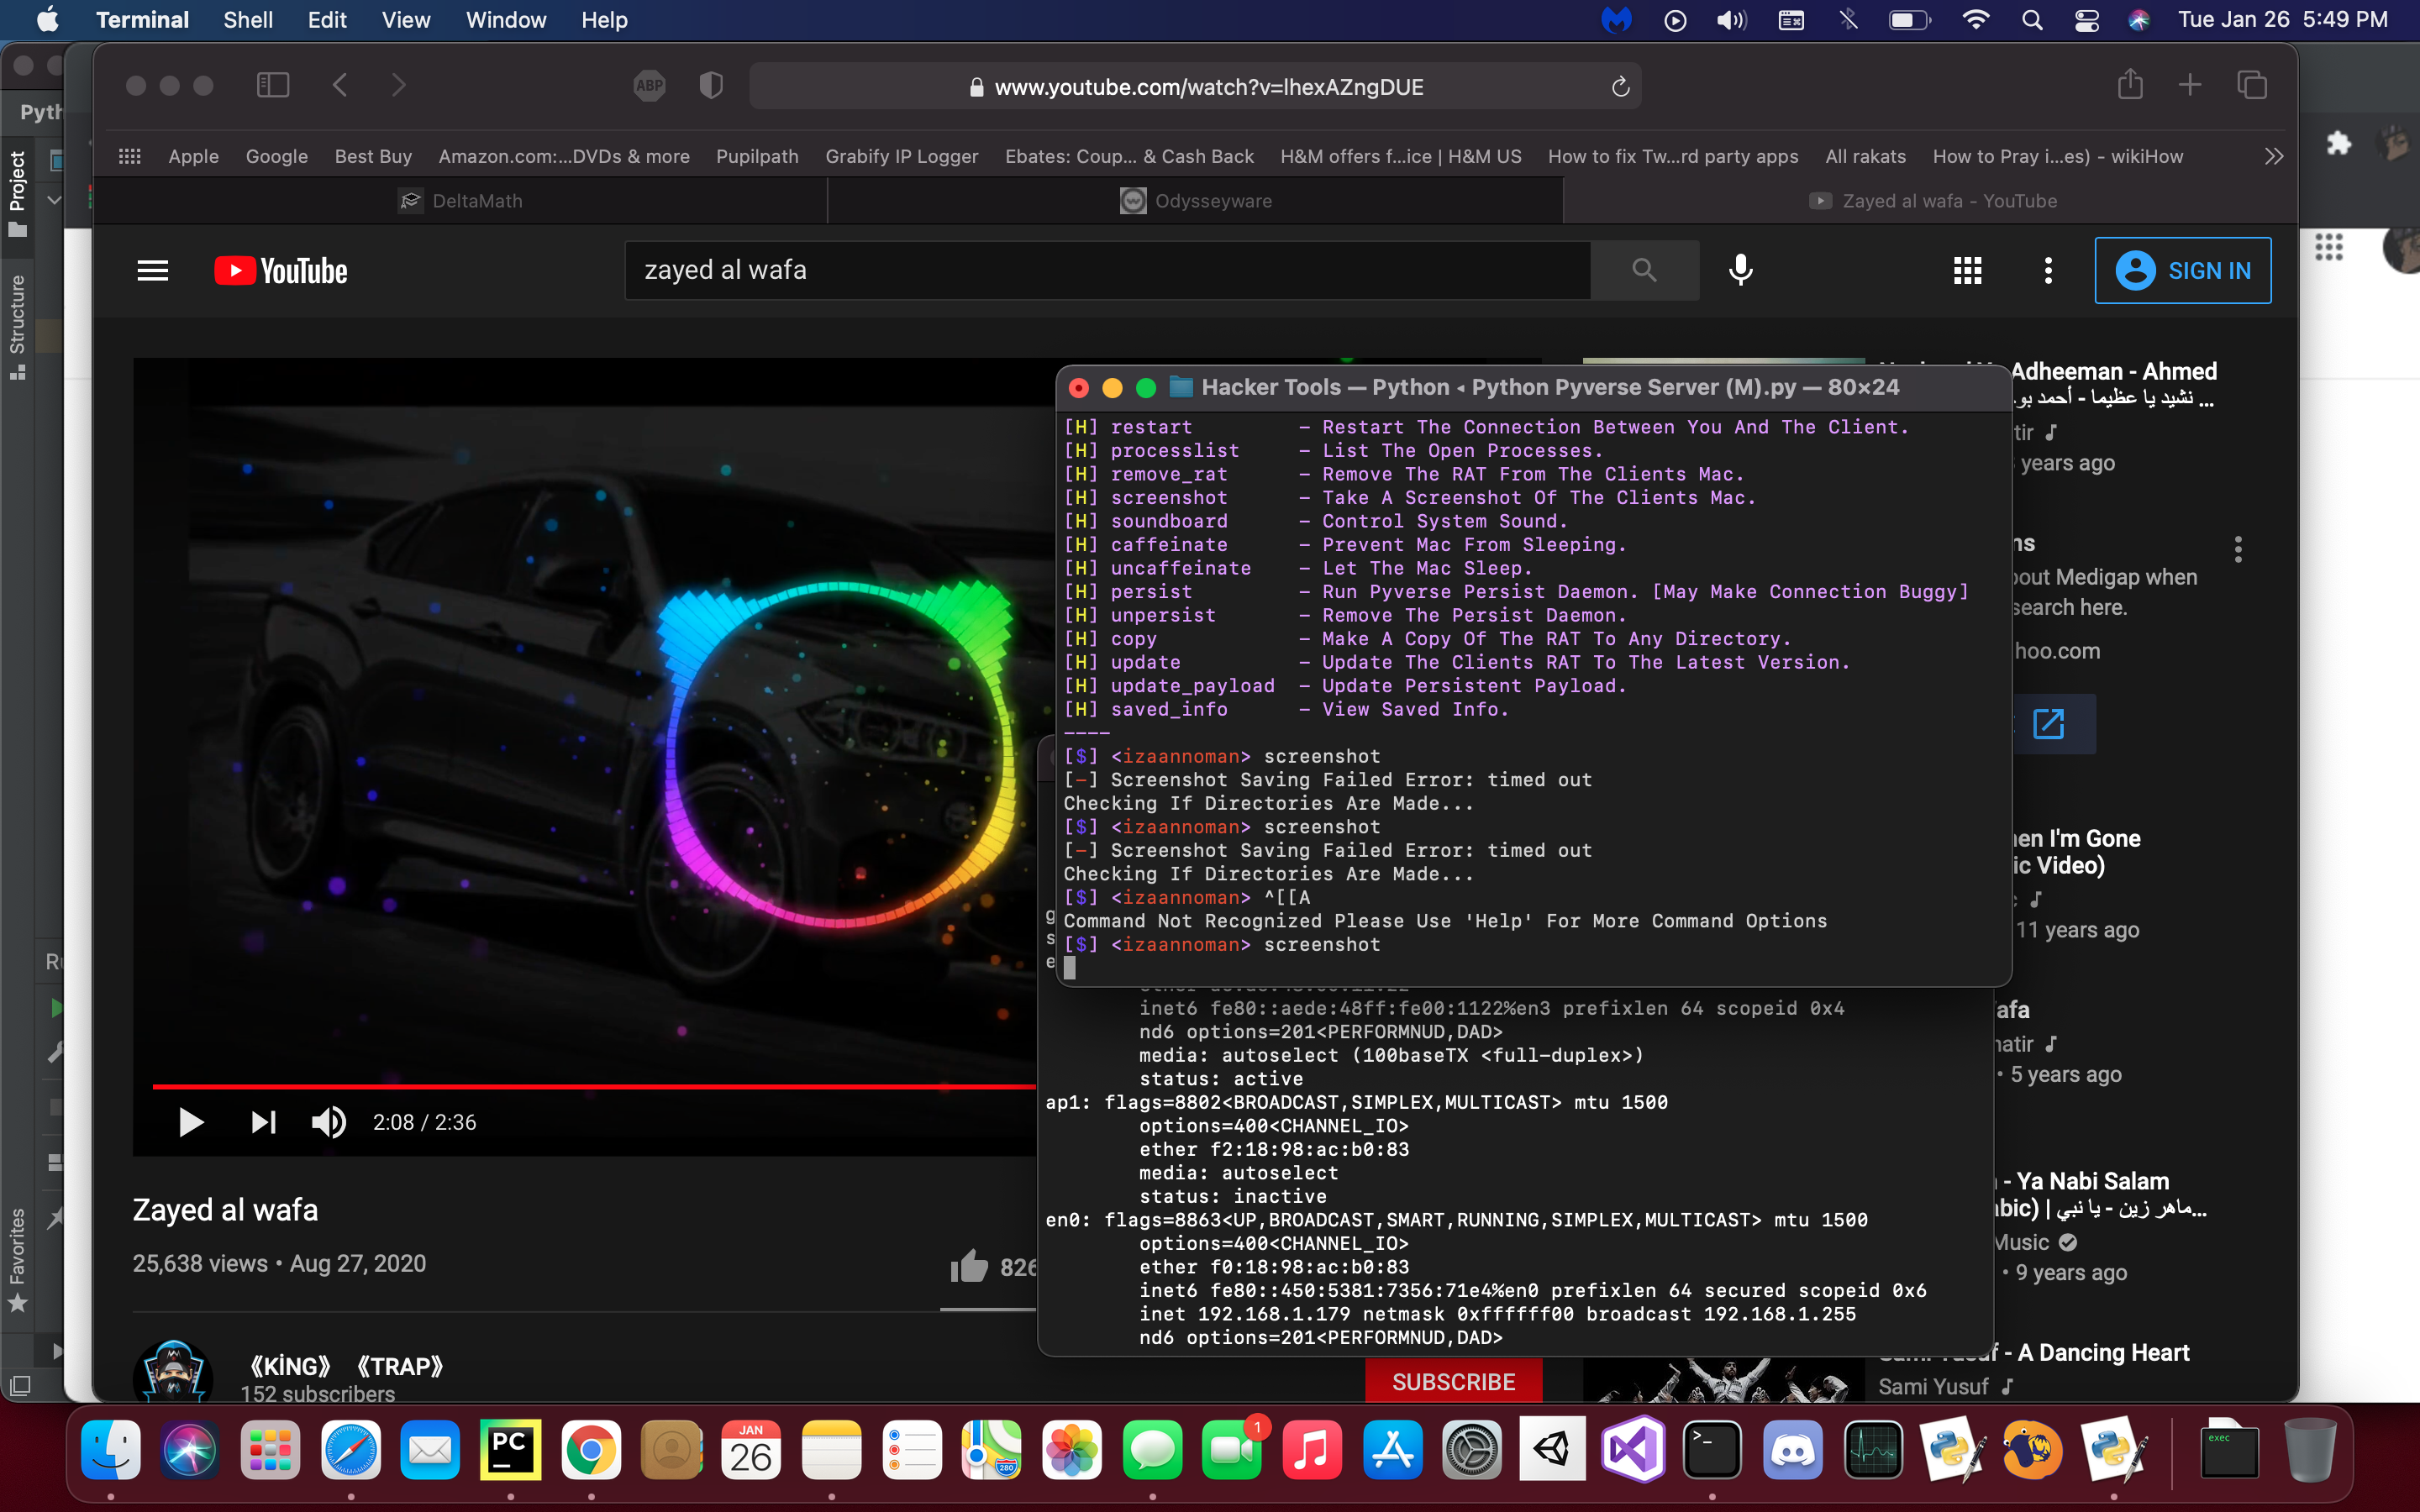 Terminal Shell Edit View Window Help Tue Jan 26 5:49 PM
ABP www.youtube.com/watch?v=lhexAZngDUE
Pyth
Apple Google Best Buy Amazon.com:...DVDs & more Pupilpath Grabify IP Logger Ebates: Coup... & Cash Back H&M offers f...ice | H&M US How to fix Tw...rd party apps All rakats How to Pray i...es) - wikiHow
Project
DeltaMath Odysseyware Zayed al wafa - YouTube
YouTube zayed al wafa SIGN IN
Structure
Adheeman - Ahmed
نشيد يا عظيما - أحمد بو...
tir
years ago
ns
out Medigap when
search here.
hoo.com
en I'm Gone
ic Video)
11 years ago
afa
natir
• 5 years ago
- Ya Nabi Salam
bic) | ماهر زين - يا نبي...
Music
• 9 years ago
Sami Yusuf - A Dancing Heart
Sami Yusuf
Hacker Tools — Python ◂ Python Pyverse Server (M).py — 80×24
[H] restart – Restart The Connection Between You And The Client.
[H] processlist – List The Open Processes.
[H] remove_rat – Remove The RAT From The Clients Mac.
[H] screenshot – Take A Screenshot Of The Clients Mac.
[H] soundboard – Control System Sound.
[H] caffeinate – Prevent Mac From Sleeping.
[H] uncaffeinate – Let The Mac Sleep.
[H] persist – Run Pyverse Persist Daemon. [May Make Connection Buggy]
[H] unpersist – Remove The Persist Daemon.
[H] copy – Make A Copy Of The RAT To Any Directory.
[H] update – Update The Clients RAT To The Latest Version.
[H] update_payload – Update Persistent Payload.
[H] saved_info – View Saved Info.
----
[$] <izaannoman> screenshot
[-] Screenshot Saving Failed Error: timed out
Checking If Directories Are Made...
[$] <izaannoman> screenshot
[-] Screenshot Saving Failed Error: timed out
Checking If Directories Are Made...
[$] <izaannoman> ^[[A
Command Not Recognized Please Use 'Help' For More Command Options
[$] <izaannoman> screenshot
g
s
e
inet6 fe80::aede:48ff:fe00:1122%en3 prefixlen 64 scopeid 0x4
nd6 options=201<PERFORMNUD,DAD>
media: autoselect (100baseTX <full-duplex>)
status: active
ap1: flags=8802<BROADCAST,SIMPLEX,MULTICAST> mtu 1500
options=400<CHANNEL_IO>
ether f2:18:98:ac:b0:83
media: autoselect
status: inactive
en0: flags=8863<UP,BROADCAST,SMART,RUNNING,SIMPLEX,MULTICAST> mtu 1500
options=400<CHANNEL_IO>
ether f0:18:98:ac:b0:83
inet6 fe80::450:5381:7356:71e4%en0 prefixlen 64 secured scopeid 0x6
inet 192.168.1.179 netmask 0xffffff00 broadcast 192.168.1.255
nd6 options=201<PERFORMNUD,DAD>
2:08 / 2:36
Zayed al wafa
25,638 views • Aug 27, 2020
826
《KİNG》 《TRAP》
152 subscribers
SUBSCRIBE
Favorites
PC
JAN
26
280
1
exec